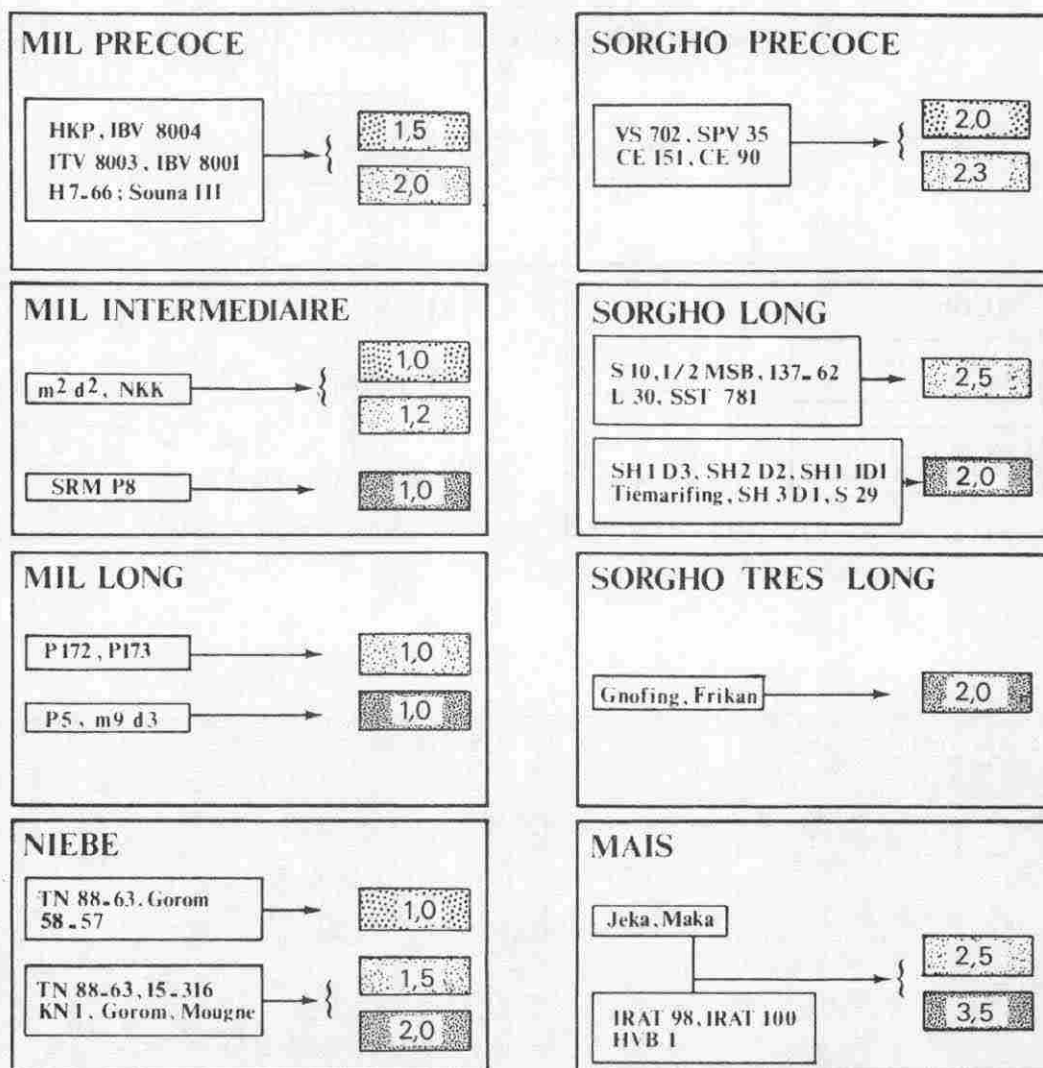 MIL PRECOCE
HKP, IBV 8004
ITV 8003, IBV 8001
H 7-66; Souna III
1,5
2,0
SORGHO PRECOCE
VS 702, SPV 35
CE 151, CE 90
2,0
2,3
MIL INTERMEDIAIRE
m² d², NKK
1,0
1,2
SRM P8
1,0
SORGHO LONG
S 10, 1/2 MSB, 137-62
L 30, SST 781
2,5
SH1 D3, SH2 D2, SH1 ID1
Tiemarifing, SH 3 D1, S 29
2,0
MIL LONG
P172, P173
1,0
P5, m9 d3
1,0
SORGHO TRES LONG
Gnofing, Frikan
2,0
NIEBE
TN 88-63, Gorom
58-57
1,0
TN 88-63, 15-316
KN 1, Gorom, Mougne
1,5
2,0
MAIS
Jeka, Maka
IRAT 98, IRAT 100
HVB 1
2,5
3,5